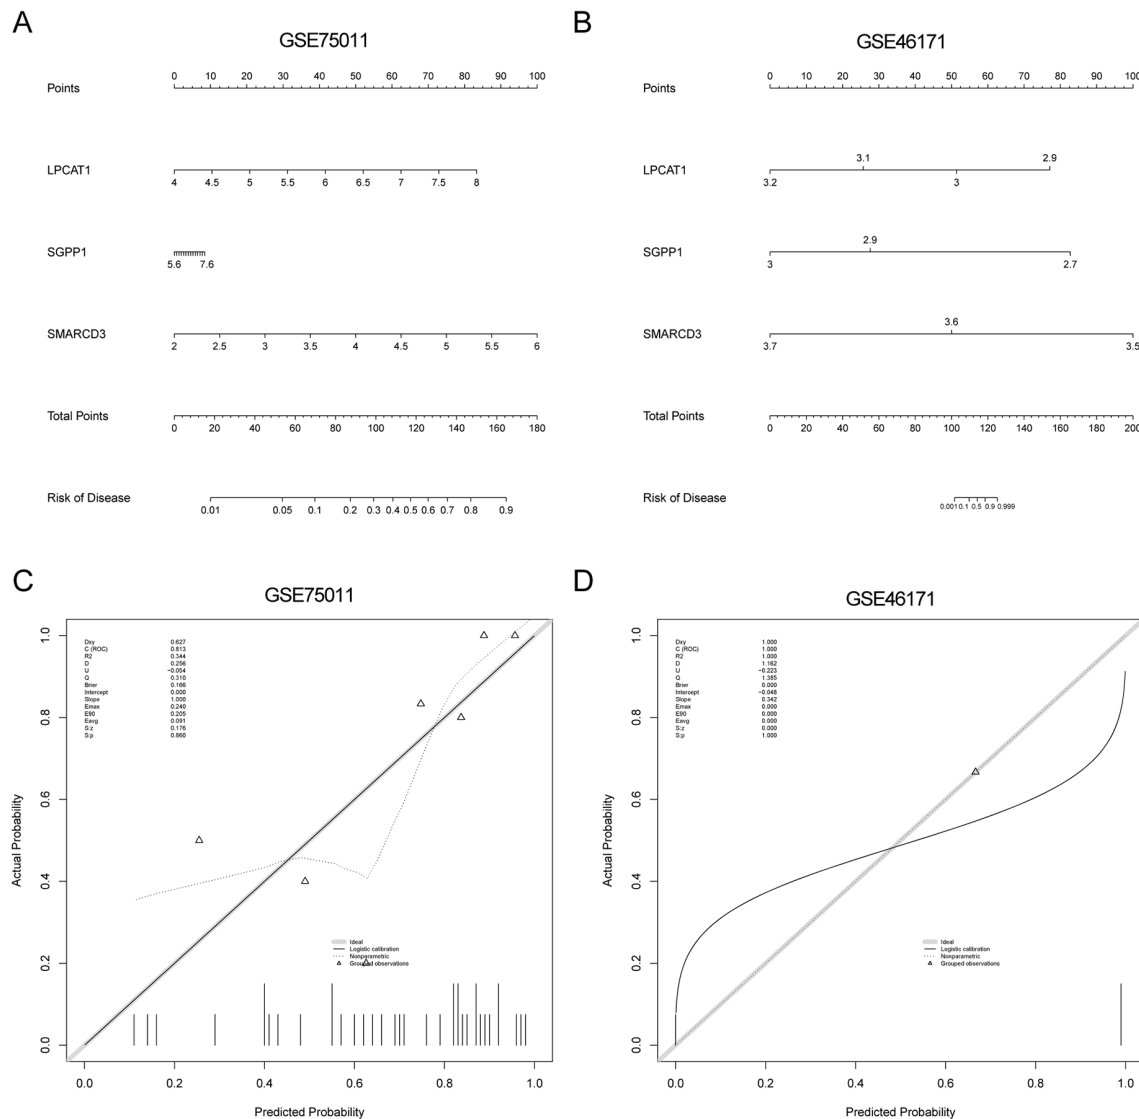 A
GSE75011
Points
0 10 20 30 40 50 60 70 80 90 100
LPCAT1
4 4.5 5 5.5 6 6.5 7 7.5 8
SGPP1
5.6 7.6
SMARCD3
2 2.5 3 3.5 4 4.5 5 5.5 6
Total Points
0 20 40 60 80 100 120 140 160 180
Risk of Disease
0.01 0.05 0.1 0.2 0.3 0.4 0.5 0.6 0.7 0.8 0.9
B
GSE46171
Points
0 10 20 30 40 50 60 70 80 90 100
3.1 2.9
LPCAT1
3.2 3
2.9
SGPP1
3 2.7
3.6
SMARCD3
3.7 3.5
Total Points
0 20 40 60 80 100 120 140 160 180 200
Risk of Disease
0.001 0.1 0.5 0.9 0.999
C
GSE75011
Dxy 0.627
C (ROC) 0.813
R2 0.344
D 0.256
U −0.054
Q 0.310
Brier 0.166
Intercept 0.000
Slope 1.000
Emax 0.240
E90 0.205
Eavg 0.091
S:z 0.176
S:p 0.860
Ideal
Logistic calibration
Nonparametric
Grouped observations
Actual Probability
0.0 0.2 0.4 0.6 0.8 1.0
0.0 0.2 0.4 0.6 0.8 1.0
Predicted Probability
D
GSE46171
Dxy 1.000
C (ROC) 1.000
R2 1.000
D 1.162
U −0.223
Q 1.385
Brier 0.000
Intercept −0.048
Slope 0.342
Emax 0.000
E90 0.000
Eavg 0.000
S:z 0.000
S:p 1.000
Ideal
Logistic calibration
Nonparametric
Grouped observations
Actual Probability
0.0 0.2 0.4 0.6 0.8 1.0
0.0 0.2 0.4 0.6 0.8 1.0
Predicted Probability